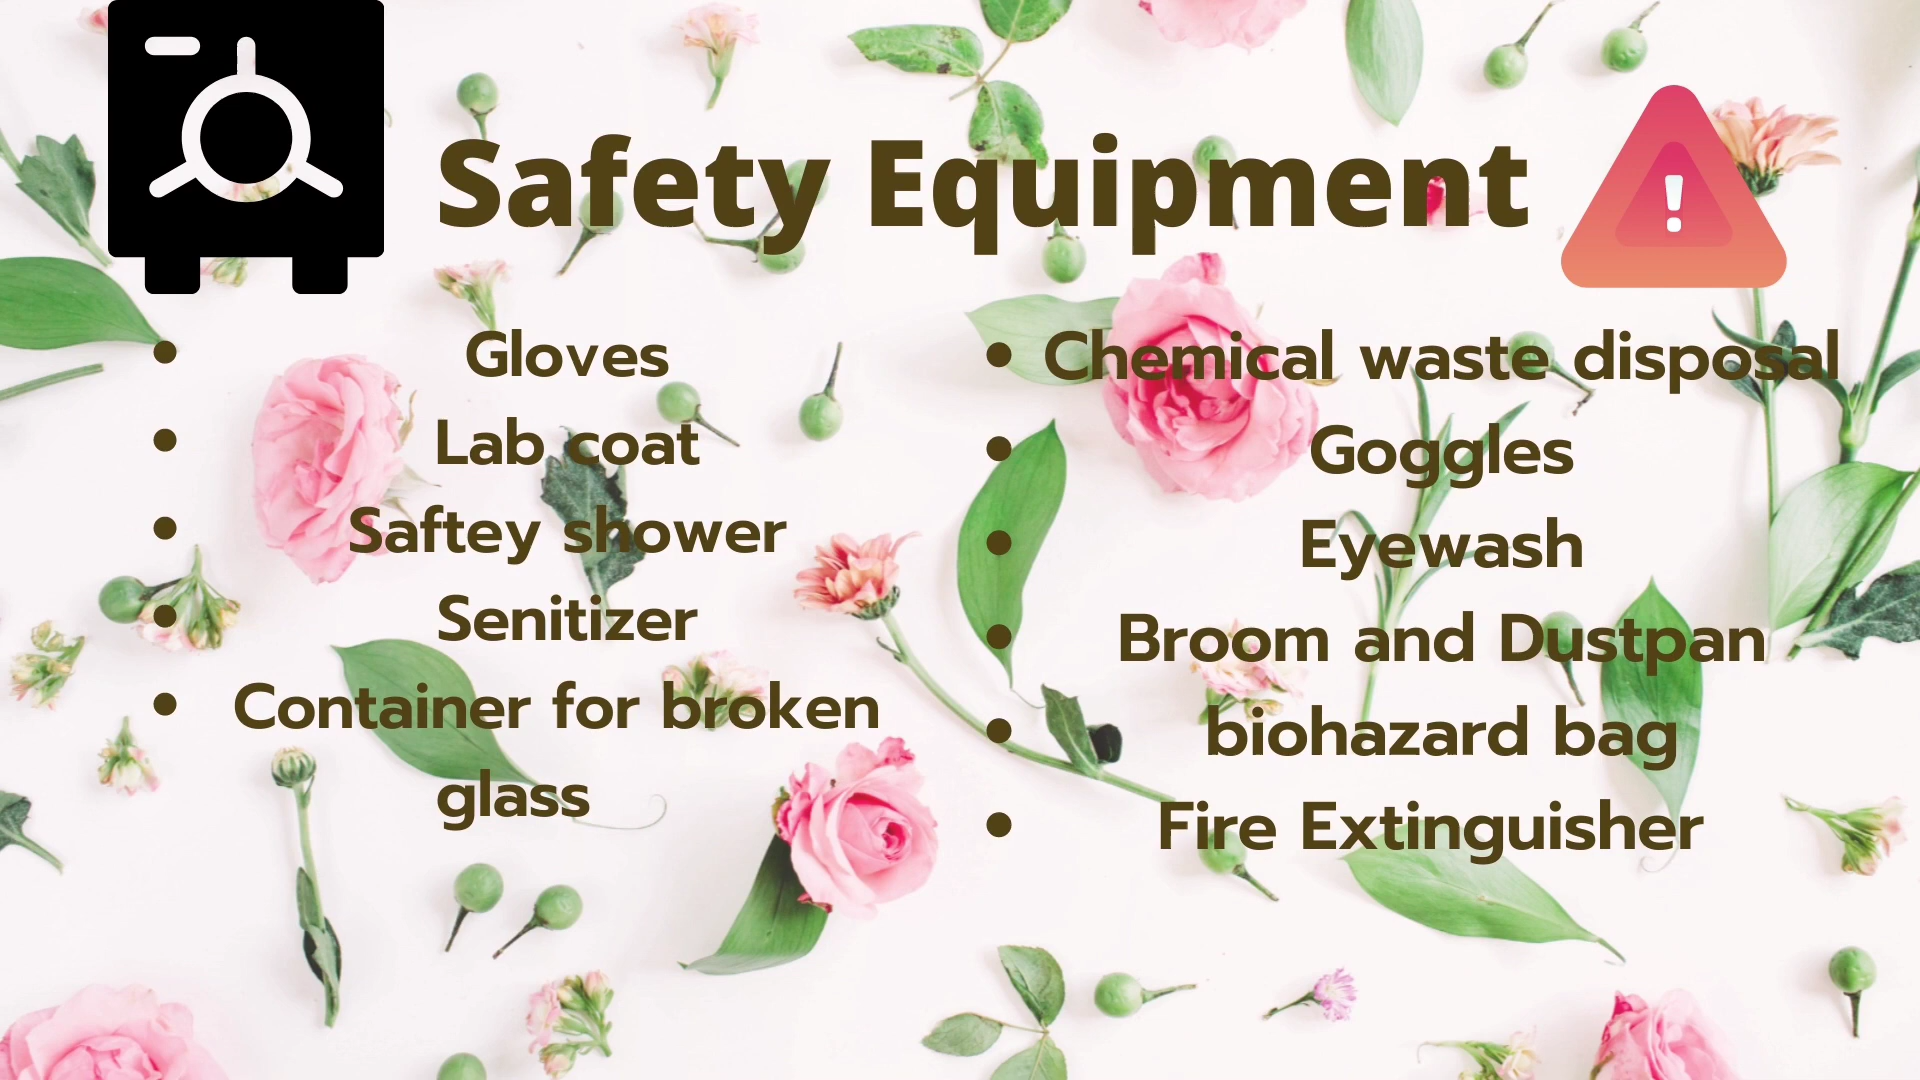 Safety Equipment
• Gloves
• Lab coat
• Saftey shower
• Senitizer
• Container for broken
glass
• Chemical waste disposal
• Goggles
• Eyewash
• Broom and Dustpan
• biohazard bag
• Fire Extinguisher
!